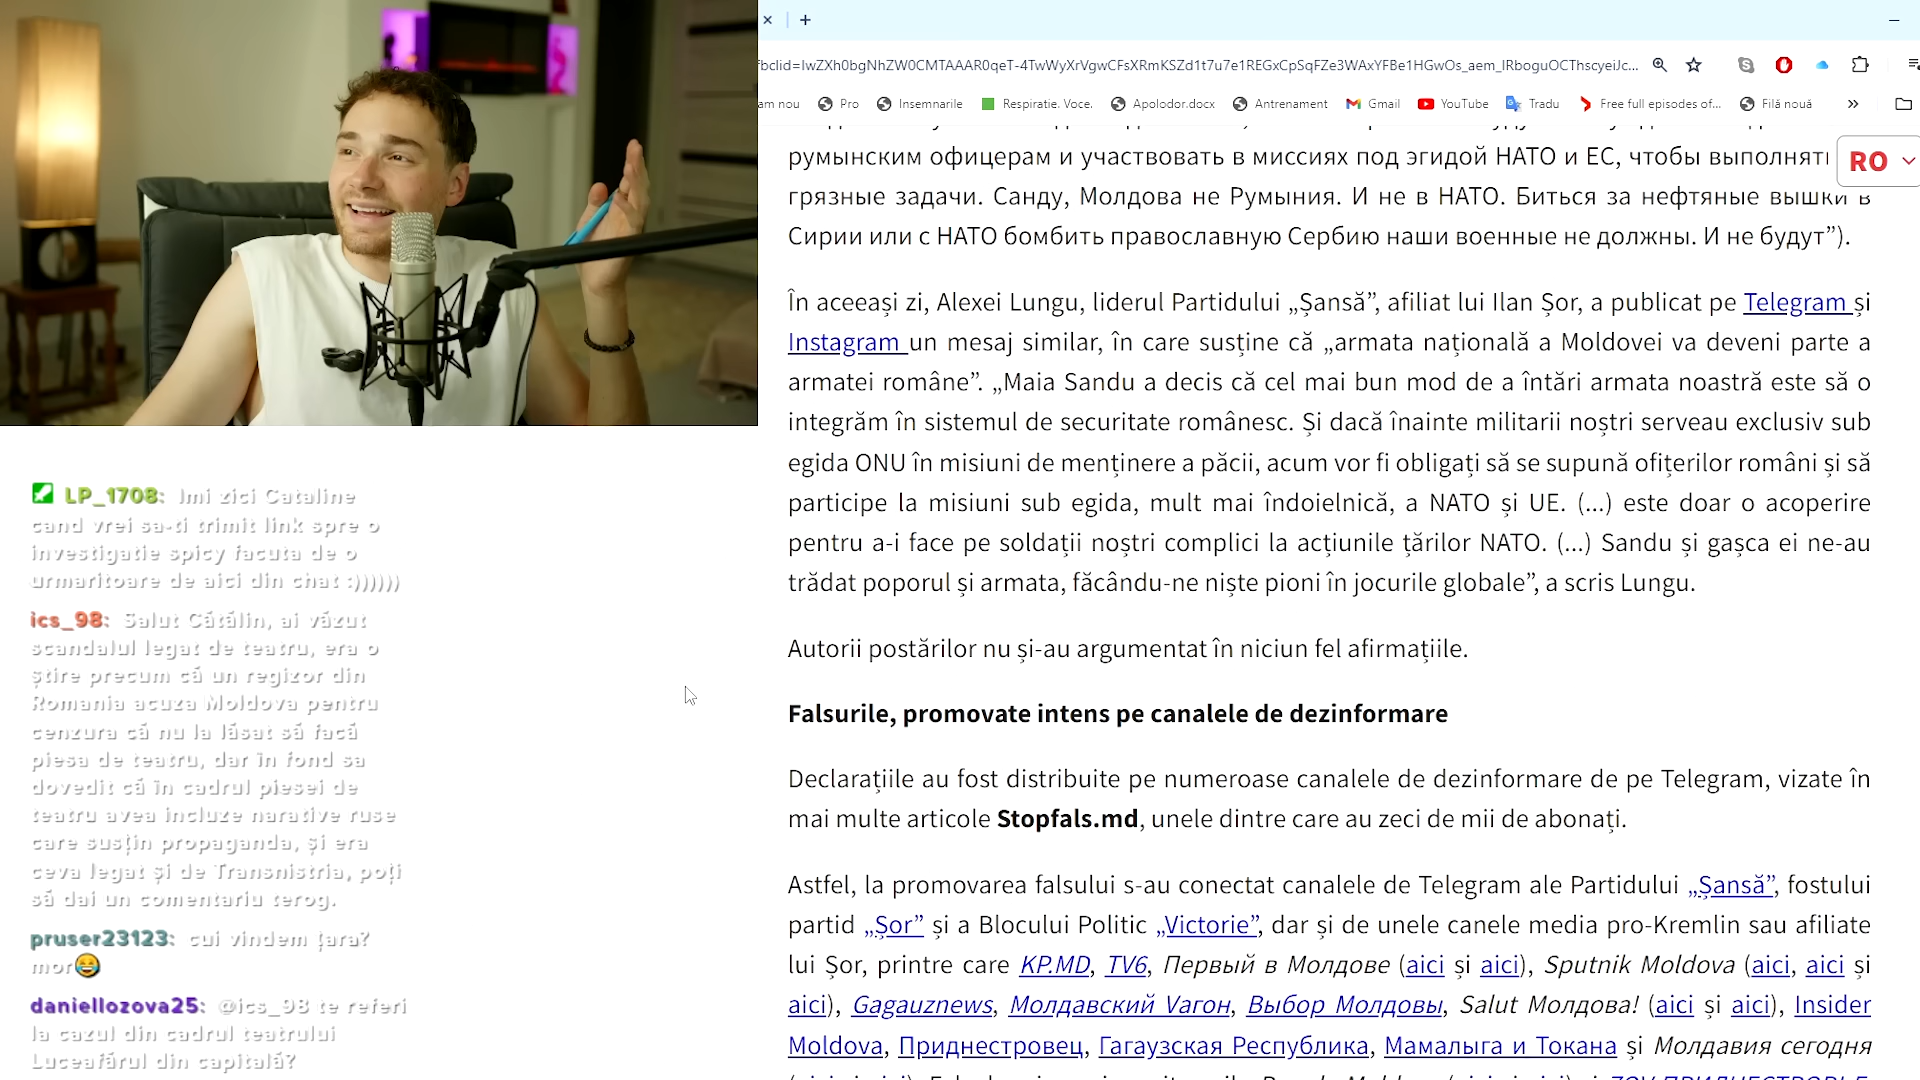 fbclid=IwZXh0bgNhZW0CMTAAAR0qeT-4TwWyXrVgwCFsXRmKSZd1t7u7e1REGxCpSqFZe3WAxYFBe1HGwOs_aem_IRboguOCThscyeiJc...
am nou Pro Insemnarile Respiratie. Voce. Apolodor.docx Antrenament Gmail YouTube Tradu Free full episodes of... Filă nouă
RO
румынским офицерам и участвовать в миссиях под эгидой НАТО и ЕС, чтобы выполнять
грязные задачи. Санду, Молдова не Румыния. И не в НАТО. Биться за нефтяные вышки в
Сирии или с НАТО бомбить православную Сербию наши военные не должны. И не будут”).
În aceeași zi, Alexei Lungu, liderul Partidului „Șansă”, afiliat lui Ilan Șor, a publicat pe Telegram și
Instagram un mesaj similar, în care susține că „armata națională a Moldovei va deveni parte a
armatei române”. „Maia Sandu a decis că cel mai bun mod de a întări armata noastră este să o
integrăm în sistemul de securitate românesc. Și dacă înainte militarii noștri serveau exclusiv sub
egida ONU în misiuni de menținere a păcii, acum vor fi obligați să se supună ofițerilor români și să
participe la misiuni sub egida, mult mai îndoielnică, a NATO și UE. (...) este doar o acoperire
pentru a-i face pe soldații noștri complici la acțiunile țărilor NATO. (...) Sandu și gașca ei ne-au
trădat poporul și armata, făcându-ne niște pioni în jocurile globale”, a scris Lungu.
Autorii postărilor nu și-au argumentat în niciun fel afirmațiile.
Falsurile, promovate intens pe canalele de dezinformare
Declarațiile au fost distribuite pe numeroase canalele de dezinformare de pe Telegram, vizate în
mai multe articole Stopfals.md, unele dintre care au zeci de mii de abonați.
Astfel, la promovarea falsului s-au conectat canalele de Telegram ale Partidului „Șansă”, fostului
partid „Șor” și a Blocului Politic „Victorie”, dar și de unele canele media pro-Kremlin sau afiliate
lui Șor, printre care KP.MD, TV6, Первый в Молдове (aici și aici), Sputnik Moldova (aici, aici și
aici), Gagauznews, Молдавский Vагон, Выбор Молдовы, Salut Молдова! (aici și aici), Insider
Moldova, Приднестровец, Гагаузская Республика, Мамалыга и Токана și Молдавия сегодня
LP_1708: Imi zici Cataline
cand vrei sa-ti trimit link spre o
investigatie spicy facuta de o
urmaritoare de aici din chat :))))))
ics_98: Salut Cătălin, ai văzut
scandalul legat de teatru, era o
știre precum că un regizor din
Romania acuza Moldova pentru
cenzura că nu la lăsat să facă
piesa de teatru, dar în fond sa
dovedit că în cadrul piesei de
teatru avea incluze narative ruse
care susțin propaganda, și era
ceva legat și de Transnistria, poți
să dai un comentariu terog.
pruser23123: cui vindem țara?
mor😂
daniellozova25: @ics_98 te referi
la cazul din cadrul teatrului
Luceafărul din capitală?